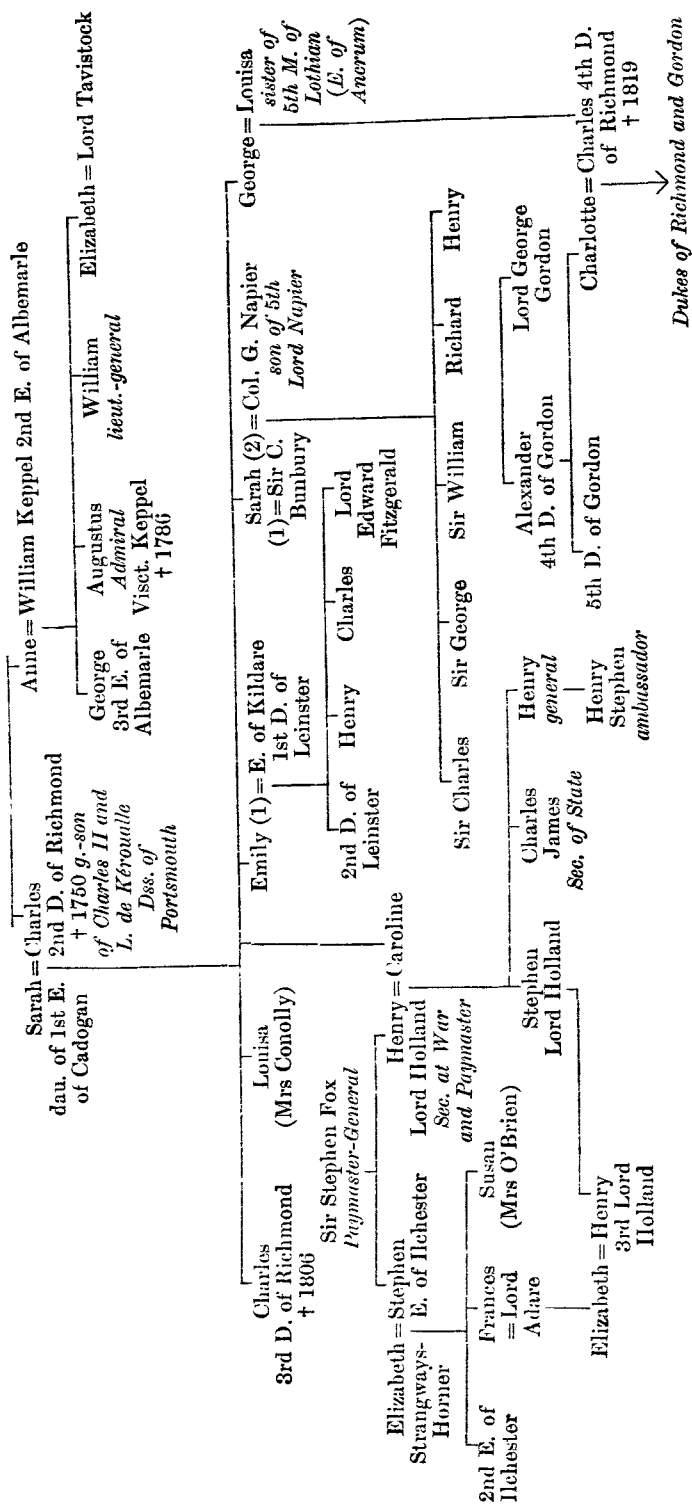 Sarah = Charles
dau. of 1st E. 2nd D. of Richmond
of Cadogan † 1750 g.-son
of Charles II and
L. de Kéroualle
Dss. of
Portsmouth
Anne = William Keppel 2nd E. of Albemarle
George
3rd E. of
Albemarle
Augustus
Admiral
Visct. Keppel
† 1786
William
lieut.-general
Elizabeth = Lord Tavistock
Charles
3rd D. of Richmond
† 1806
Louisa
(Mrs Conolly)
Emily (1) = E. of Kildare
1st D. of
Leinster
Sarah (2) = Col. G. Napier
son of 5th
Lord Napier
(1) = Sir C.
Bunbury
George = Louisa
sister of
5th M. of
Lothian
(E. of
Ancrum)
Sir Stephen Fox
Paymaster-General
2nd D. of
Leinster
Henry
Charles
Lord
Edward
Fitzgerald
Elizabeth = Stephen
Strangways- E. of Ilchester
Horner
Henry = Caroline
Lord Holland
Sec. at War
and Paymaster
Sir Charles
Sir George
Sir William
Richard
Henry
2nd E. of
Ilchester
Frances
= Lord
Adare
Susan
(Mrs O'Brien)
Stephen
Lord Holland
Charles
James
Sec. of State
Henry
general
Henry
Stephen
ambassador
Alexander
4th D. of Gordon
Lord George
Gordon
5th D. of Gordon
Charlotte = Charles 4th D.
of Richmond
† 1819
Elizabeth = Henry
3rd Lord
Holland
Dukes of Richmond and Gordon